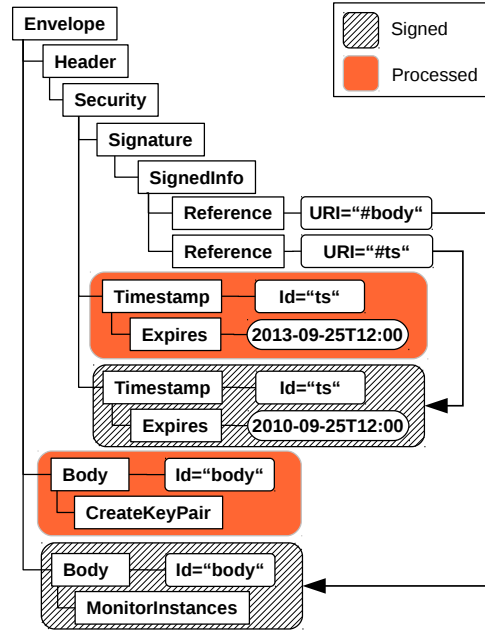 Envelope
Signed
Header
Processed
Security
Signature
SignedInfo
Reference URI=“#body“
Reference URI=“#ts“
Timestamp Id=“ts“
Expires 2013-09-25T12:00
Timestamp Id=“ts“
Expires 2010-09-25T12:00
Body Id=“body“
CreateKeyPair
Body Id=“body“
MonitorInstances